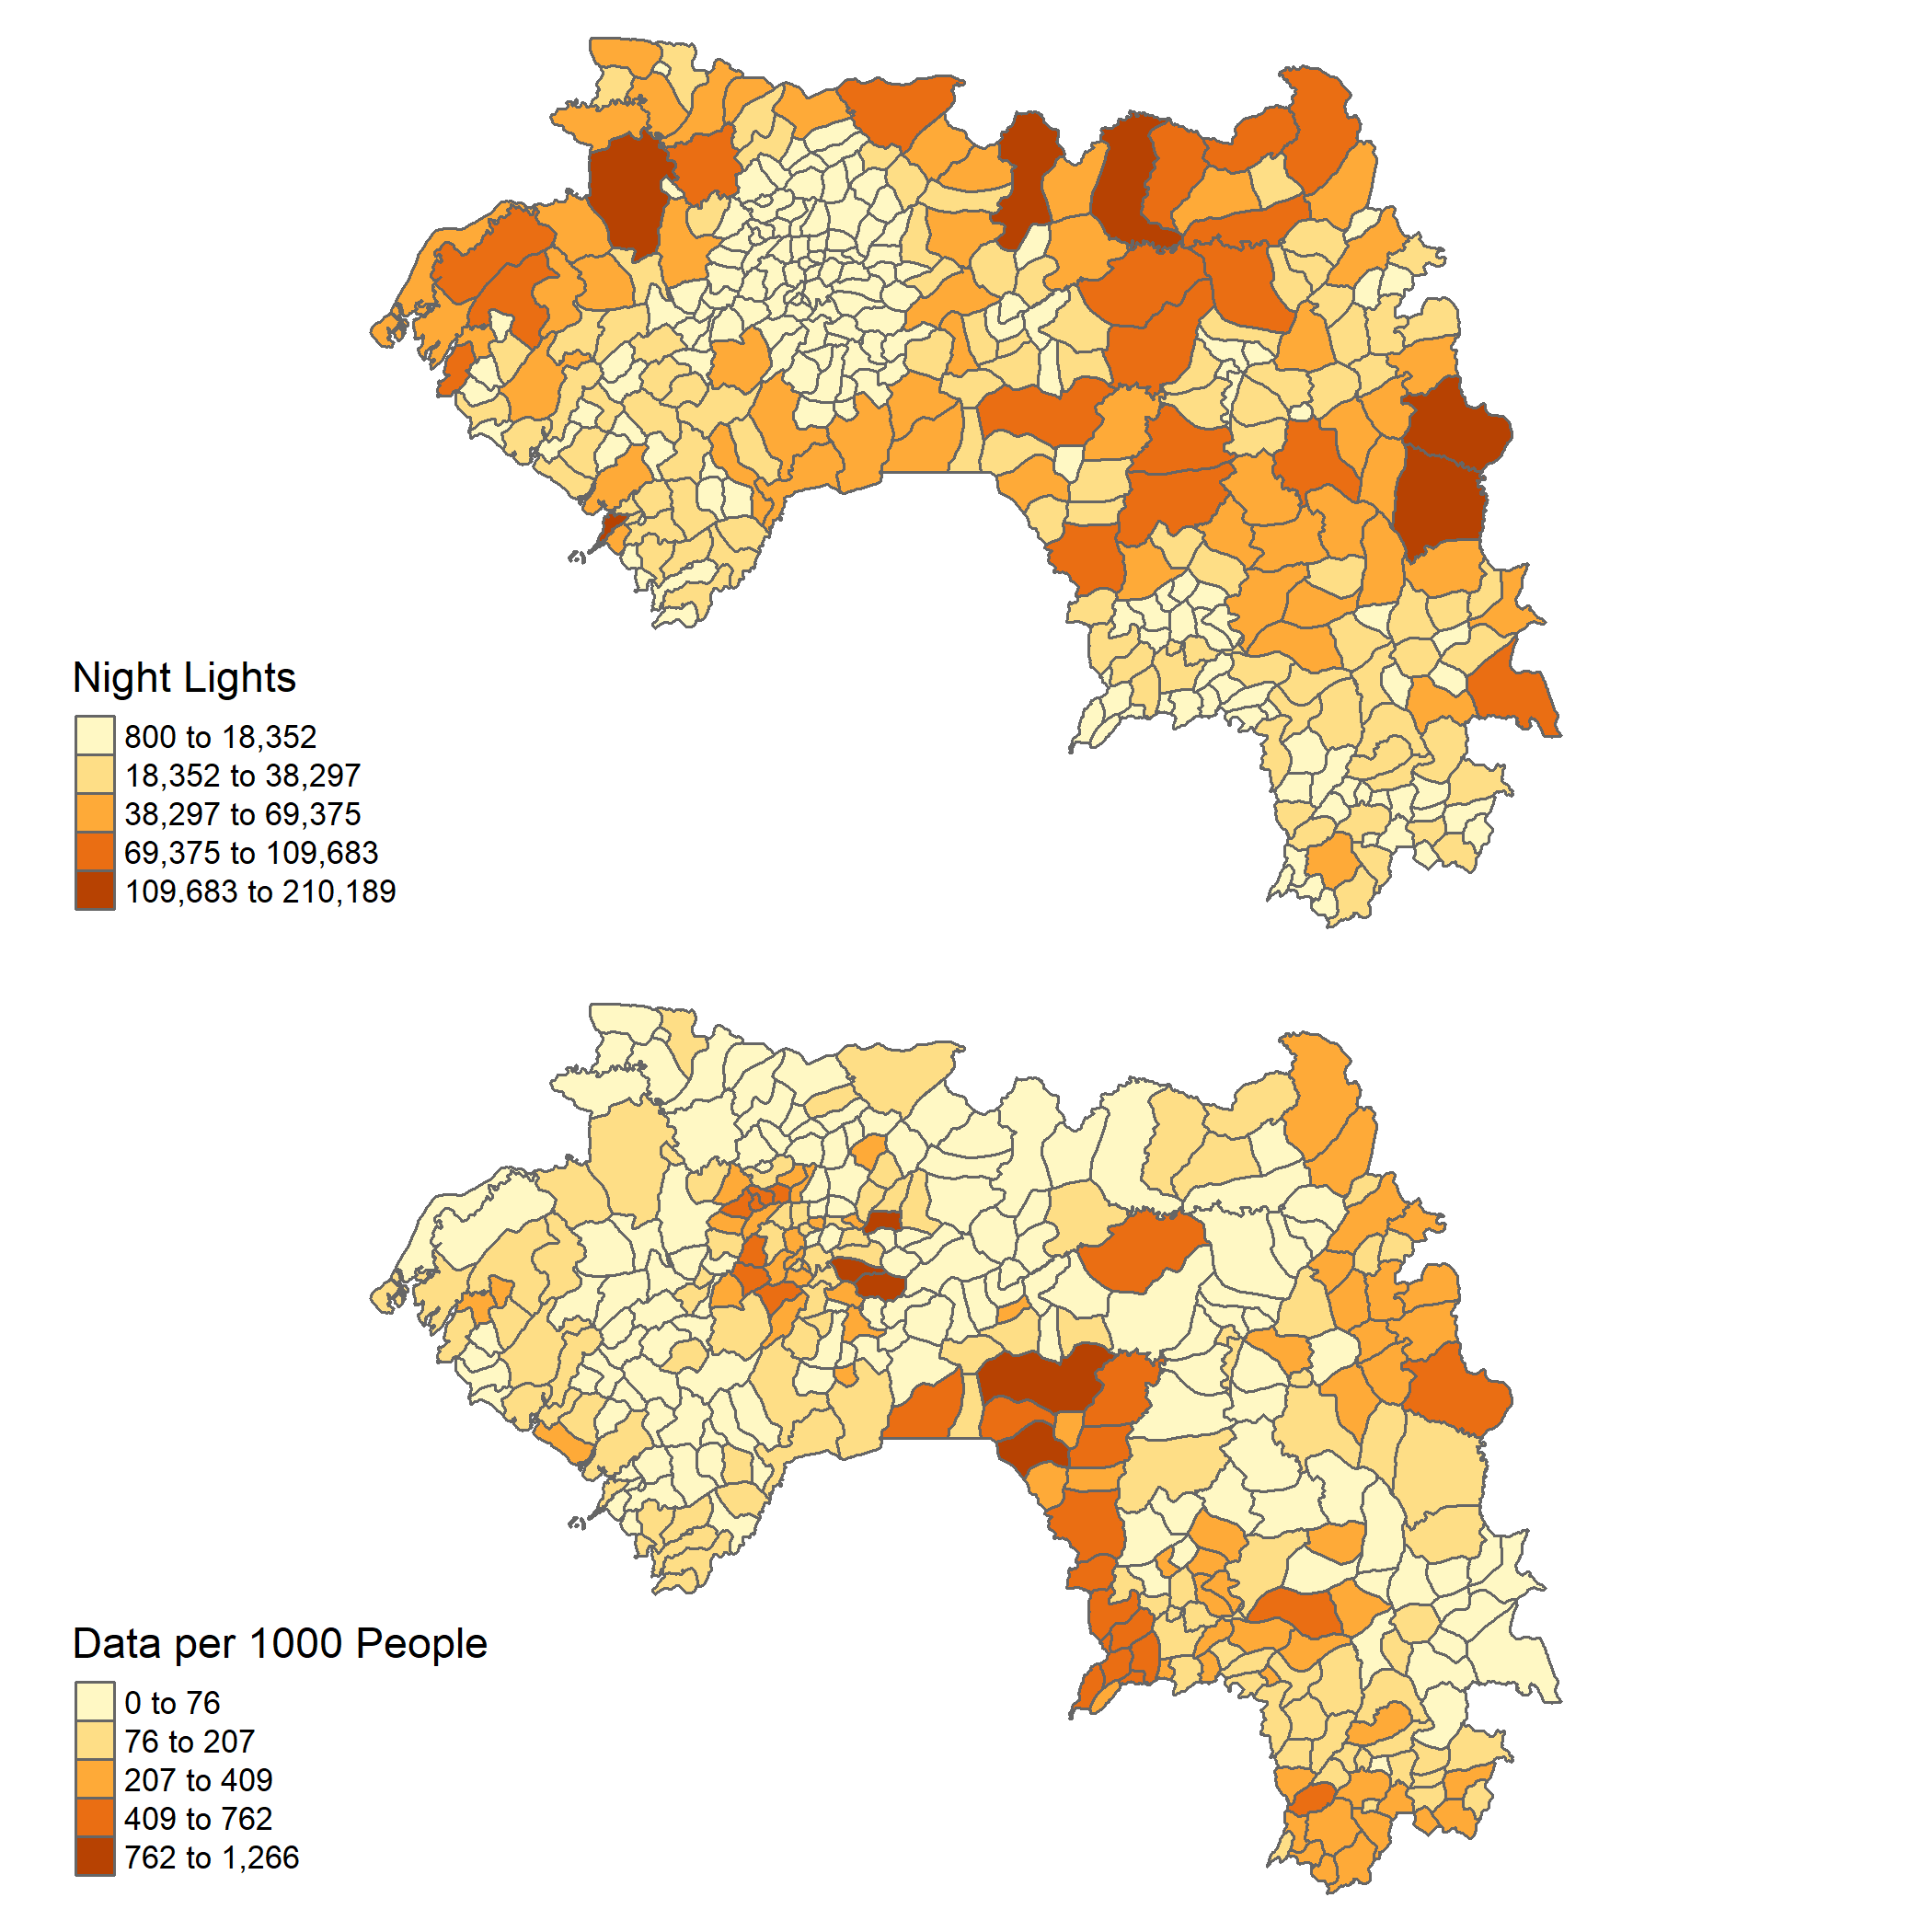 Night Lights
800 to 18,352
18,352 to 38,297
38,297 to 69,375
69,375 to 109,683
109,683 to 210,189
Data per 1000 People
0 to 76
76 to 207
207 to 409
409 to 762
762 to 1,266